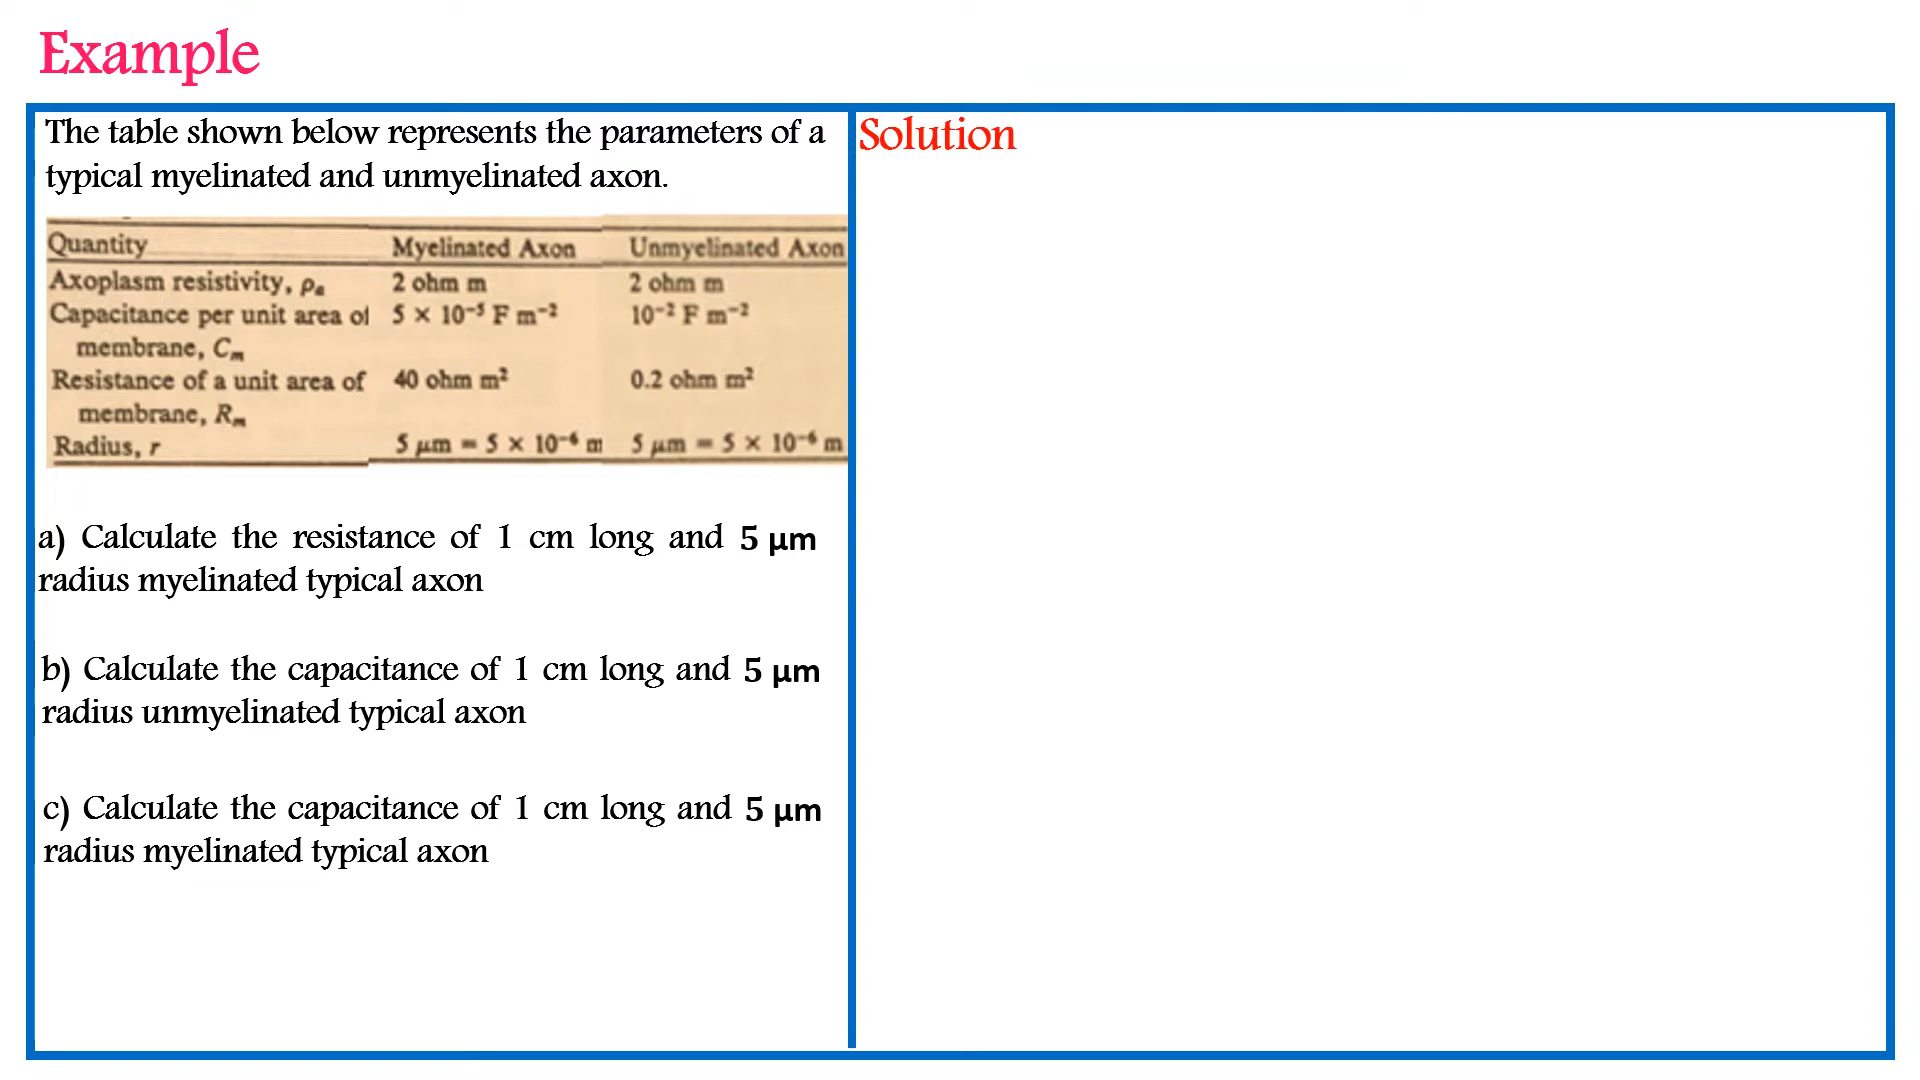 Example
The table shown below represents the parameters of a
typical myelinated and unmyelinated axon.
Quantity Myelinated Axon Unmyelinated Axon
Axoplasm resistivity, ρa 2 ohm m 2 ohm m
Capacitance per unit area of 5 × 10⁻⁵ F m⁻² 10⁻² F m⁻²
membrane, Cm
Resistance of a unit area of 40 ohm m² 0.2 ohm m²
membrane, Rm
Radius, r 5 μm = 5 × 10⁻⁶ m 5 μm = 5 × 10⁻⁶ m
a) Calculate the resistance of 1 cm long and 5 μm
radius myelinated typical axon
b) Calculate the capacitance of 1 cm long and 5 μm
radius unmyelinated typical axon
c) Calculate the capacitance of 1 cm long and 5 μm
radius myelinated typical axon
Solution